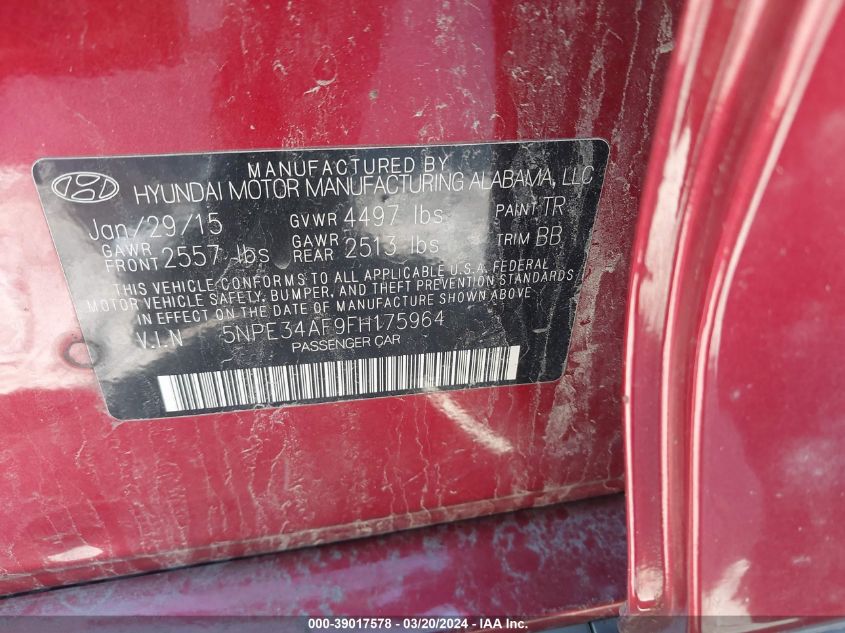 MANUFACTURED BY
HYUNDAI MOTOR MANUFACTURING ALABAMA, LLC
Jan/29/15 GVWR 4497 lbs PAINT TR
GAWR FRONT 2557 lbs GAWR REAR 2513 lbs TRIM BB
THIS VEHICLE CONFORMS TO ALL APPLICABLE U.S.A. FEDERAL
MOTOR VEHICLE SAFETY, BUMPER, AND THEFT PREVENTION STANDARDS
IN EFFECT ON THE DATE OF MANUFACTURE SHOWN ABOVE
V.I.N 5NPE34AF9FH175964
PASSENGER CAR
000-39017578 - 03/20/2024 - IAA Inc.